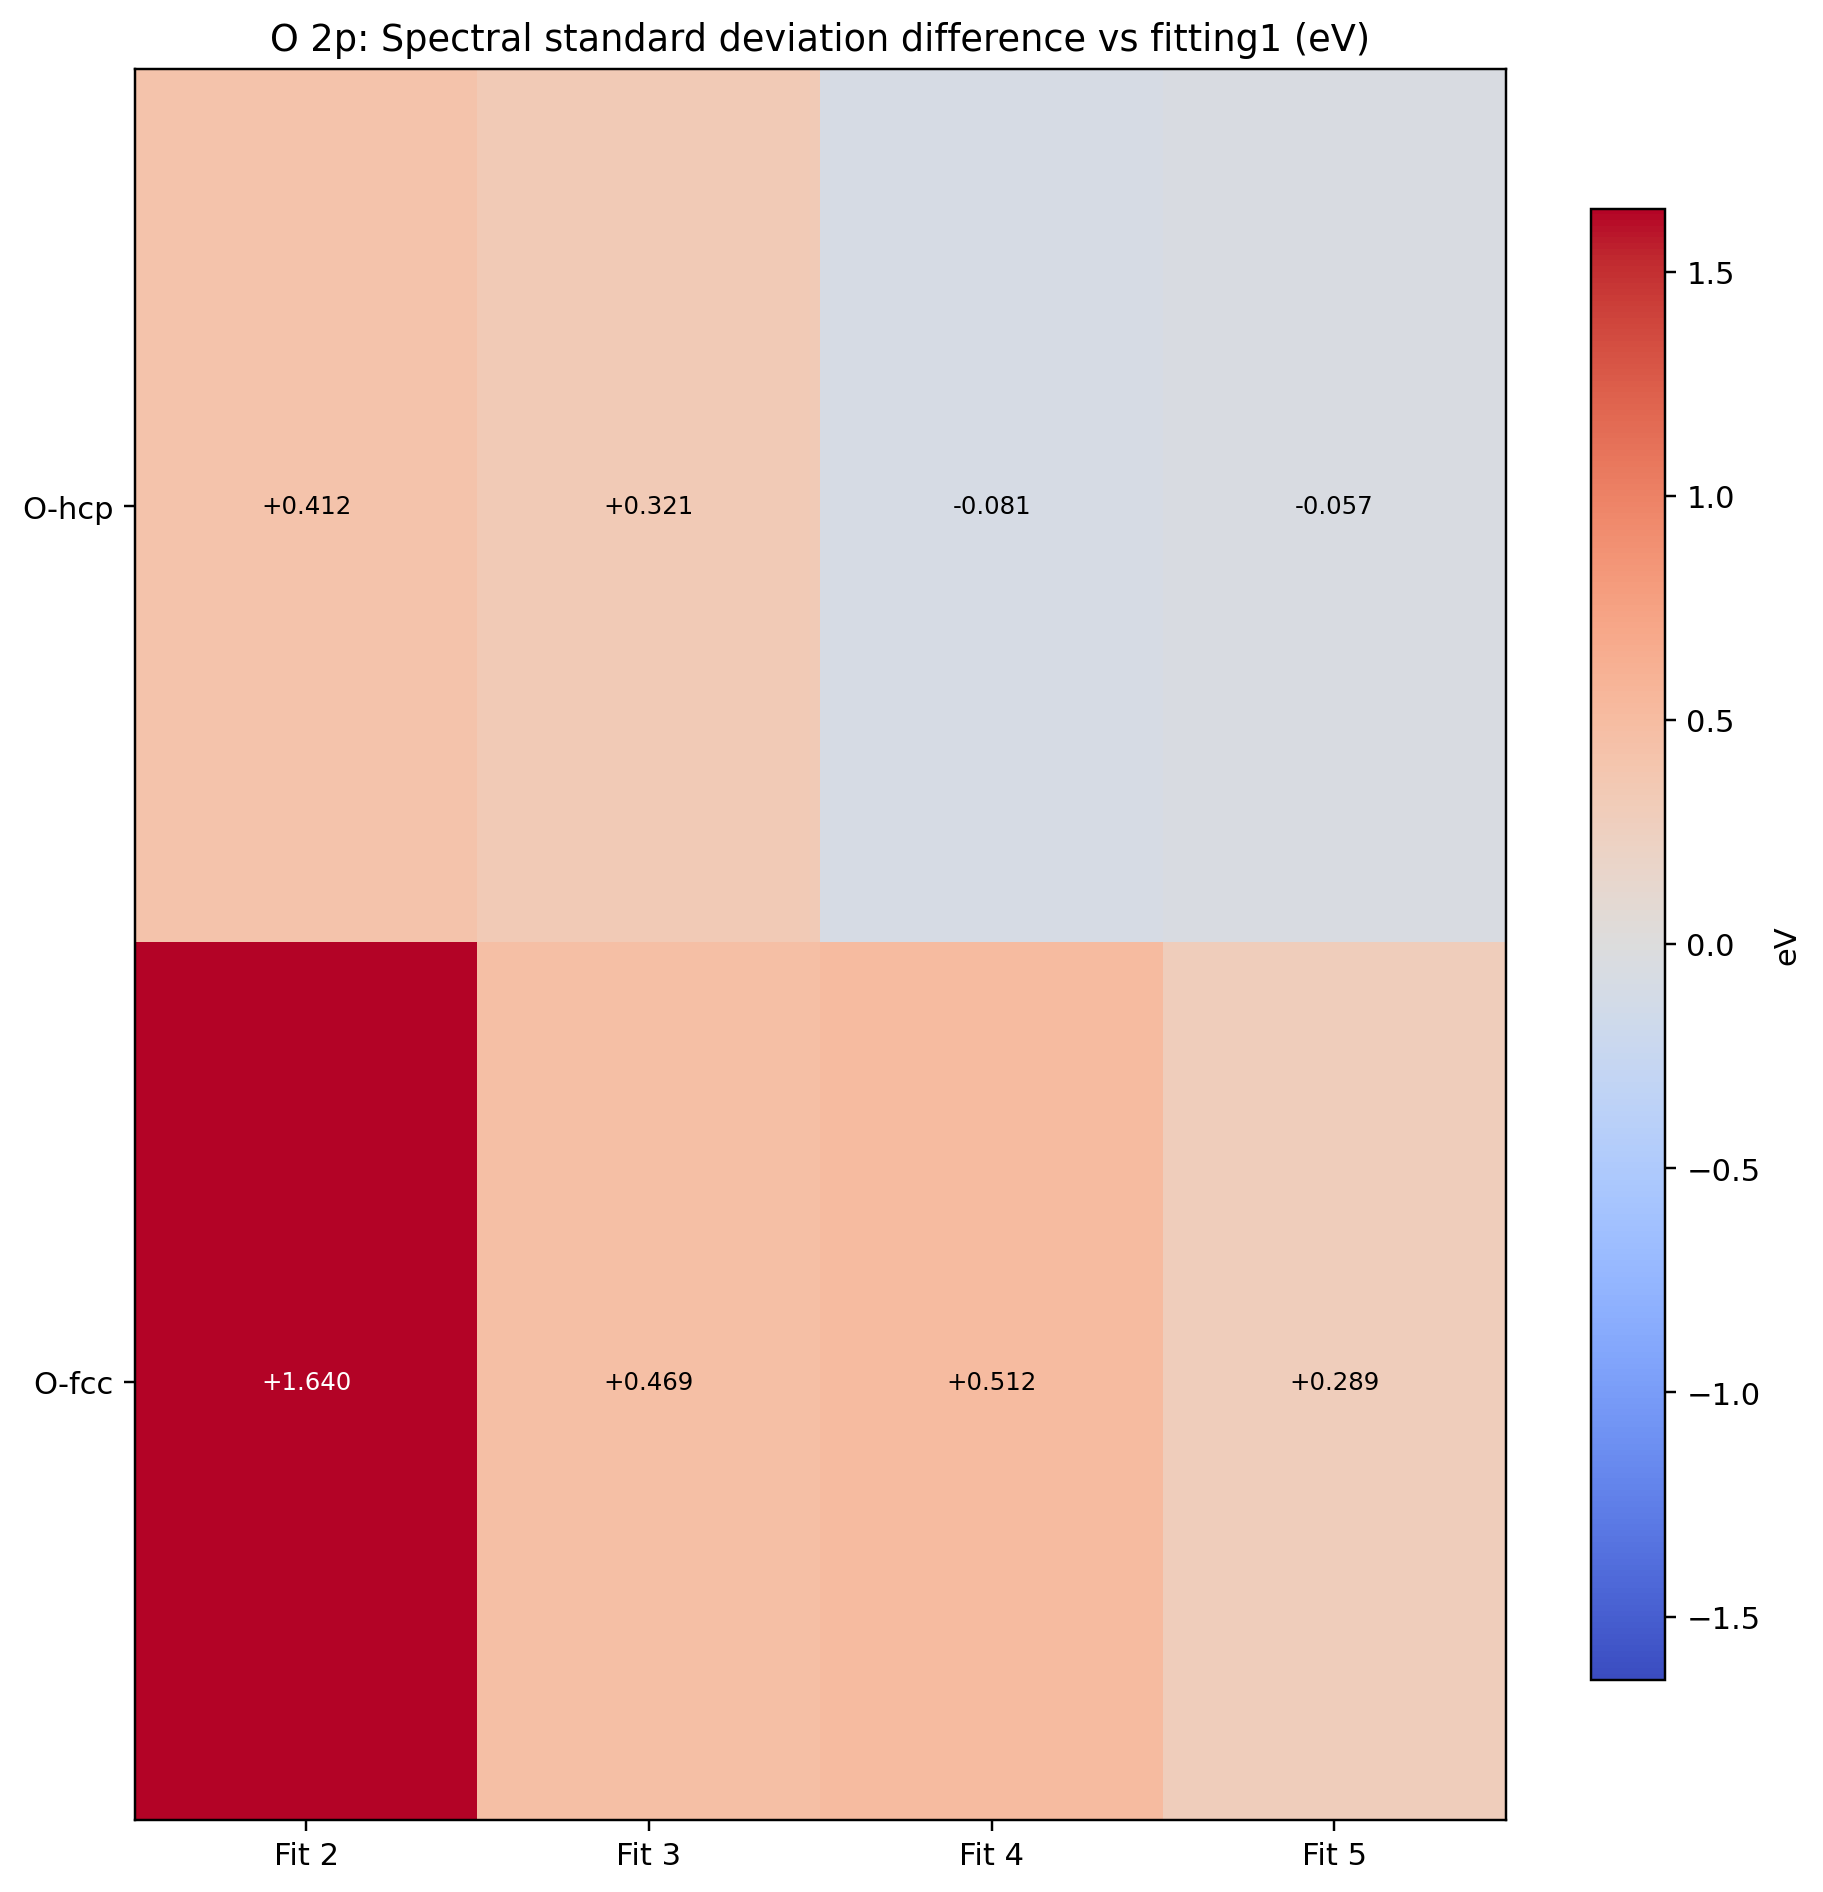 O 2p: Spectral standard deviation difference vs fitting1 (eV)
O-hcp
+0.412
+0.321
-0.081
-0.057
O-fcc
+1.640
+0.469
+0.512
+0.289
Fit 2
Fit 3
Fit 4
Fit 5
1.5
1.0
0.5
0.0
−0.5
−1.0
−1.5
eV